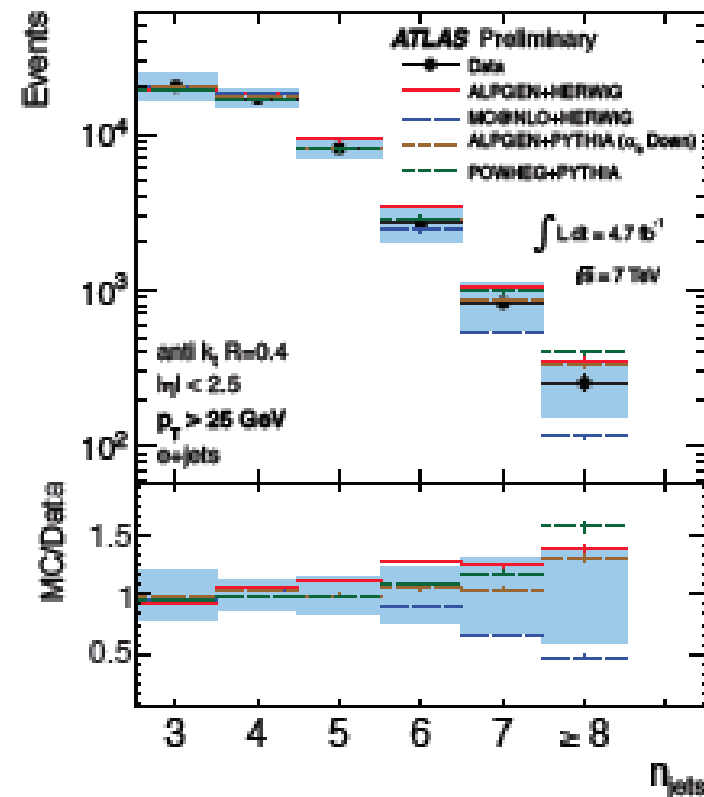 Events
ATLAS Preliminary
Data
ALPGEN+HERWIG
MC@NLO+HERWIG
ALPGEN+PYTHIA (αs Down)
POWHEG+PYTHIA
∫ L dt = 4.7 fb⁻¹
√s = 7 TeV
10⁴
10³
10²
anti kt R=0.4
|η| < 2.5
pT > 25 GeV
e+jets
MC/Data
1.5
1
0.5
3 4 5 6 7 ≥ 8
njets